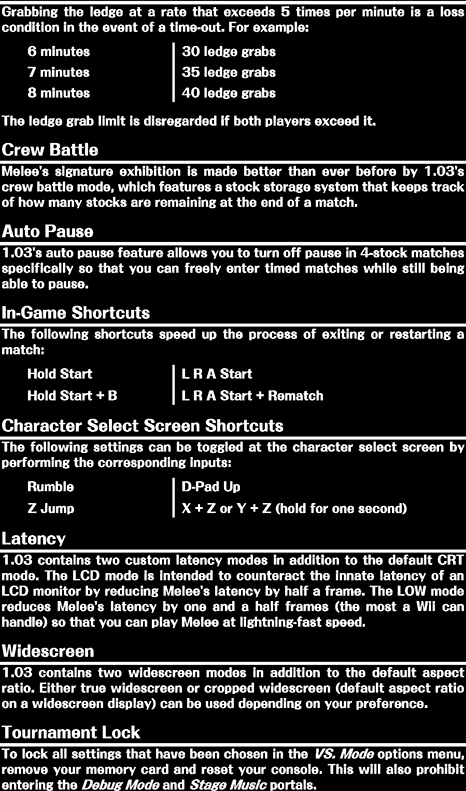 Grabbing the ledge at a rate that exceeds 5 times per minute is a loss
condition in the event of a time-out. For example:
6 minutes 30 ledge grabs
7 minutes 35 ledge grabs
8 minutes 40 ledge grabs
The ledge grab limit is disregarded if both players exceed it.
Crew Battle
Melee's signature exhibition is made better than ever before by 1.03's
crew battle mode, which features a stock storage system that keeps track
of how many stocks are remaining at the end of a match.
Auto Pause
1.03's auto pause feature allows you to turn off pause in 4-stock matches
specifically so that you can freely enter timed matches while still being
able to pause.
In-Game Shortcuts
The following shortcuts speed up the process of exiting or restarting a
match:
Hold Start L R A Start
Hold Start + B L R A Start + Rematch
Character Select Screen Shortcuts
The following settings can be toggled at the character select screen by
performing the corresponding inputs:
Rumble D-Pad Up
Z Jump X + Z or Y + Z (hold for one second)
Latency
1.03 contains two custom latency modes in addition to the default CRT
mode. The LCD mode is intended to counteract the innate latency of an
LCD monitor by reducing Melee's latency by half a frame. The LOW mode
reduces Melee's latency by one and a half frames (the most a Wii can
handle) so that you can play Melee at lightning-fast speed.
Widescreen
1.03 contains two widescreen modes in addition to the default aspect
ratio. Either true widescreen or cropped widescreen (default aspect ratio
on a widescreen display) can be used depending on your preference.
Tournament Lock
To lock all settings that have been chosen in the VS. Mode options menu,
remove your memory card and reset your console. This will also prohibit
entering the Debug Mode and Stage Music portals.